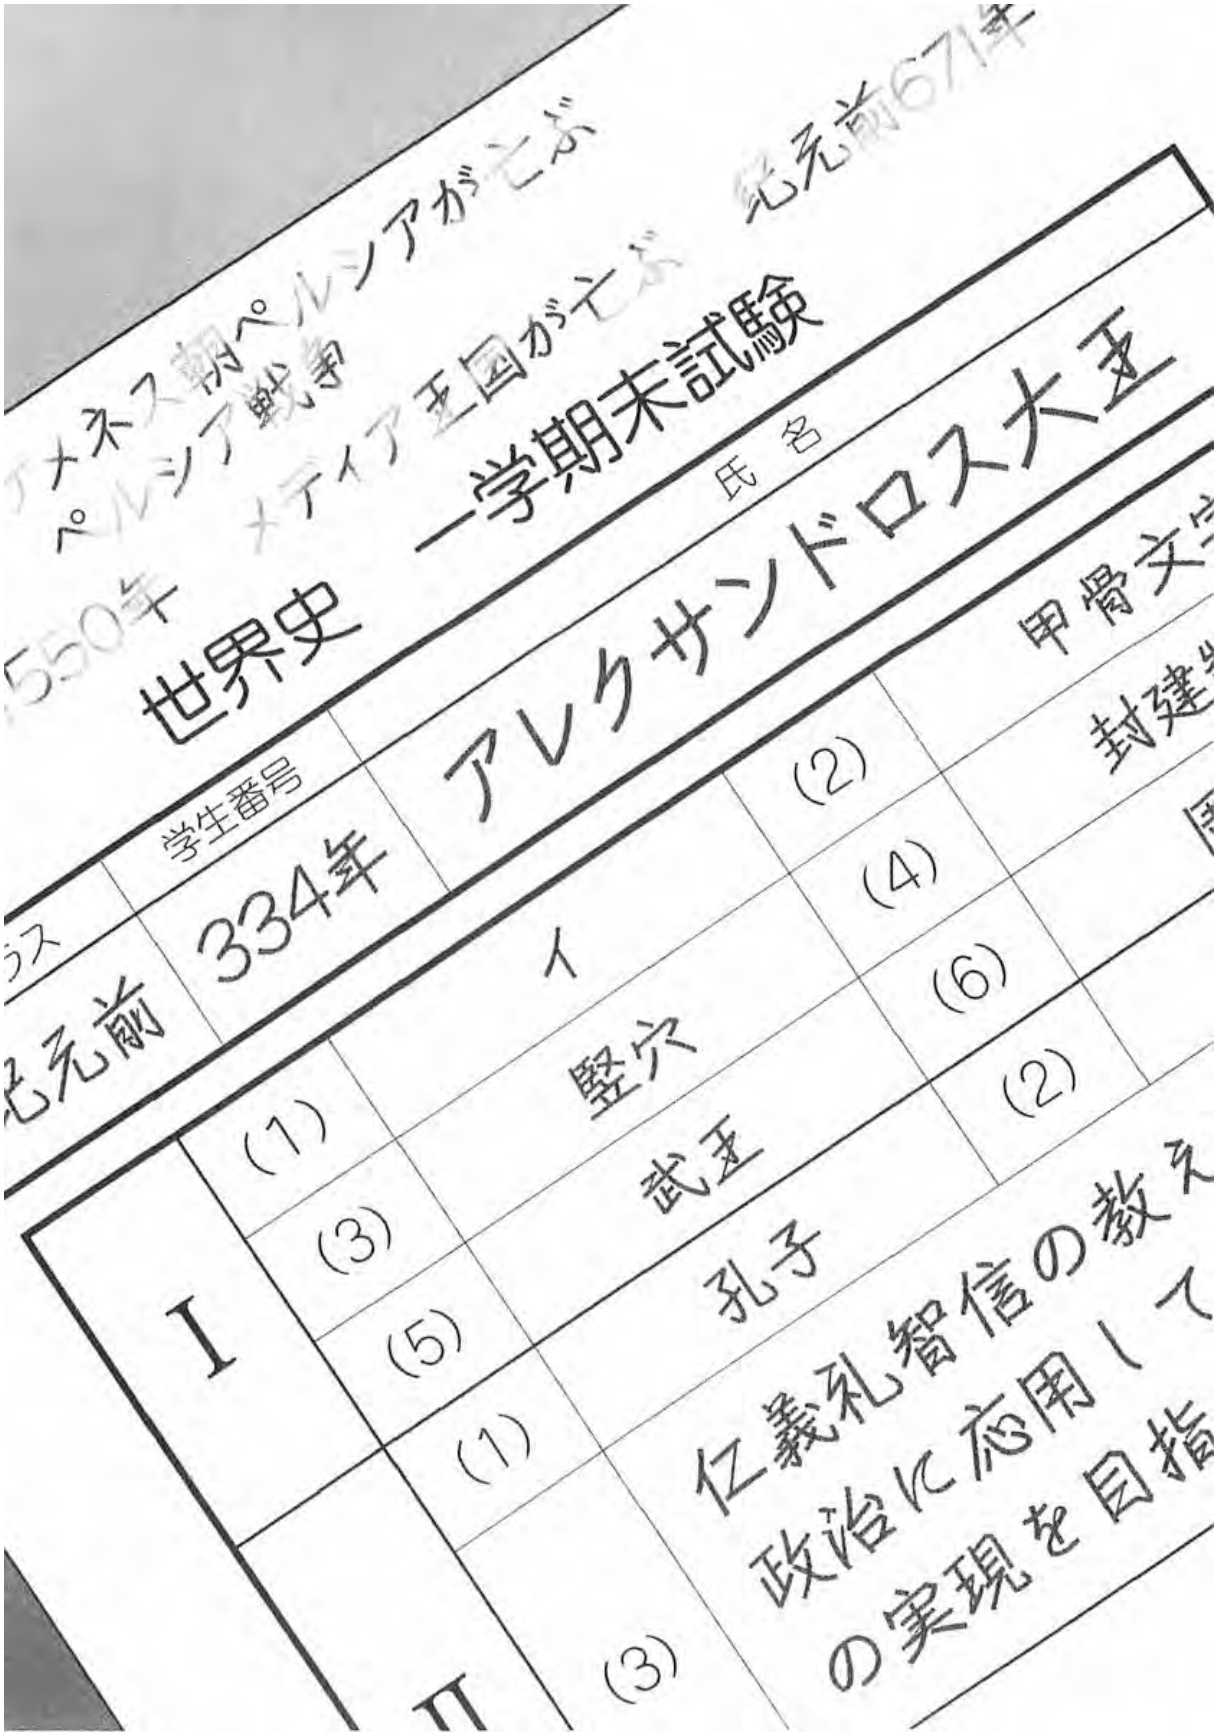 アケメネス朝ペルシアが亡ぶ
ペルシア戦争
紀元前671年
550年 メディア王国が亡ぶ
世界史 一学期末試験
ラス 学生番号 氏名
紀元前 334年 アレクサンドロス大王
I
(1) イ (2) 甲骨文字
(3) 竪穴 (4) 封建
(5) 武王 (6)
II
(1) 孔子 (2)
(3) 仁義礼智信の教え
政治に応用して
の実現を目指